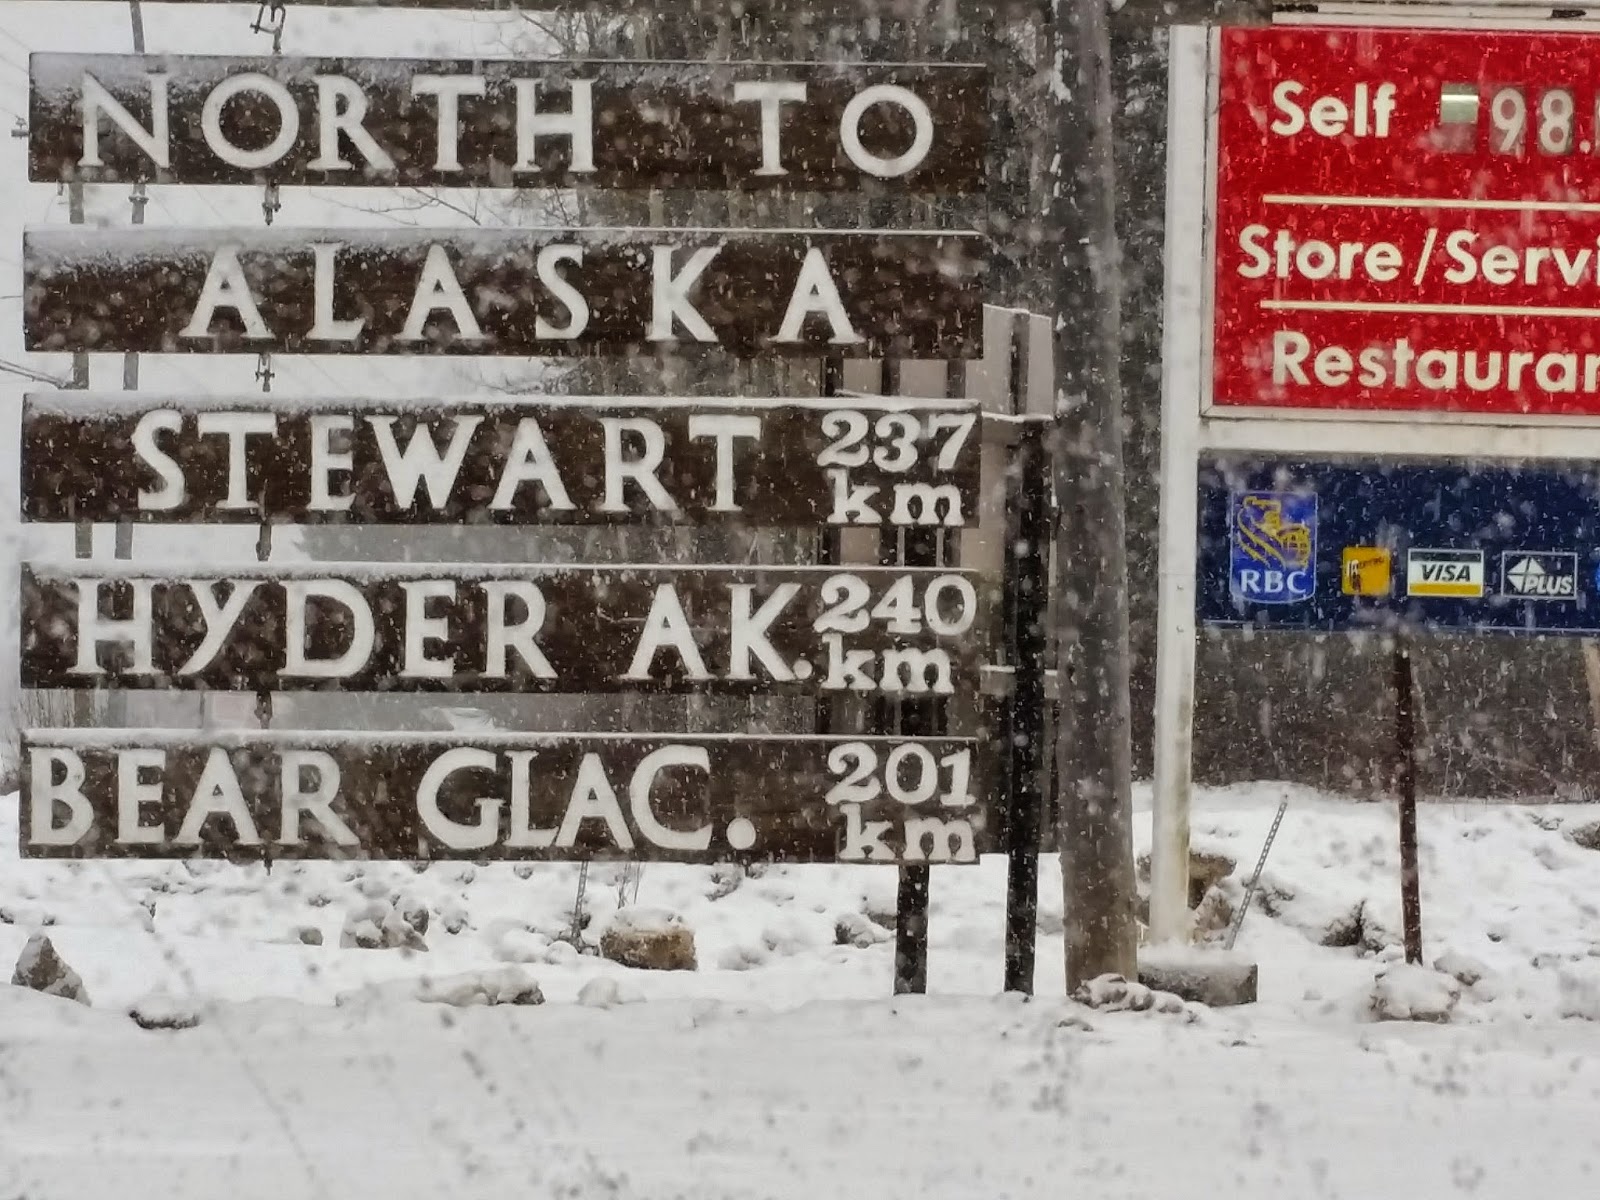 NORTH TO
ALASKA
STEWART 237 km
HYDER AK. 240 km
BEAR GLAC. 201 km
Self 98.
Store/Servi
Restauran
RBC VISA PLUS